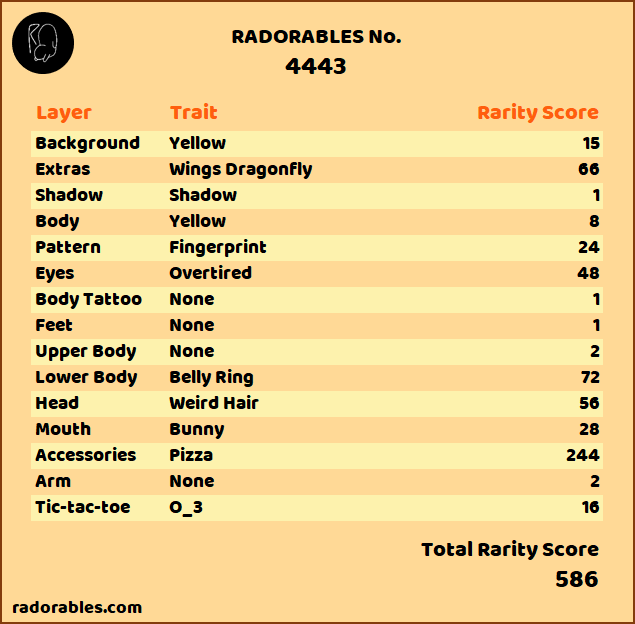 RADORABLES No.
4443
Layer Trait Rarity Score
Background Yellow 15
Extras Wings Dragonfly 66
Shadow Shadow 1
Body Yellow 8
Pattern Fingerprint 24
Eyes Overtired 48
Body Tattoo None 1
Feet None 1
Upper Body None 2
Lower Body Belly Ring 72
Head Weird Hair 56
Mouth Bunny 28
Accessories Pizza 244
Arm None 2
Tic-tac-toe O_3 16
Total Rarity Score
586
radorables.com